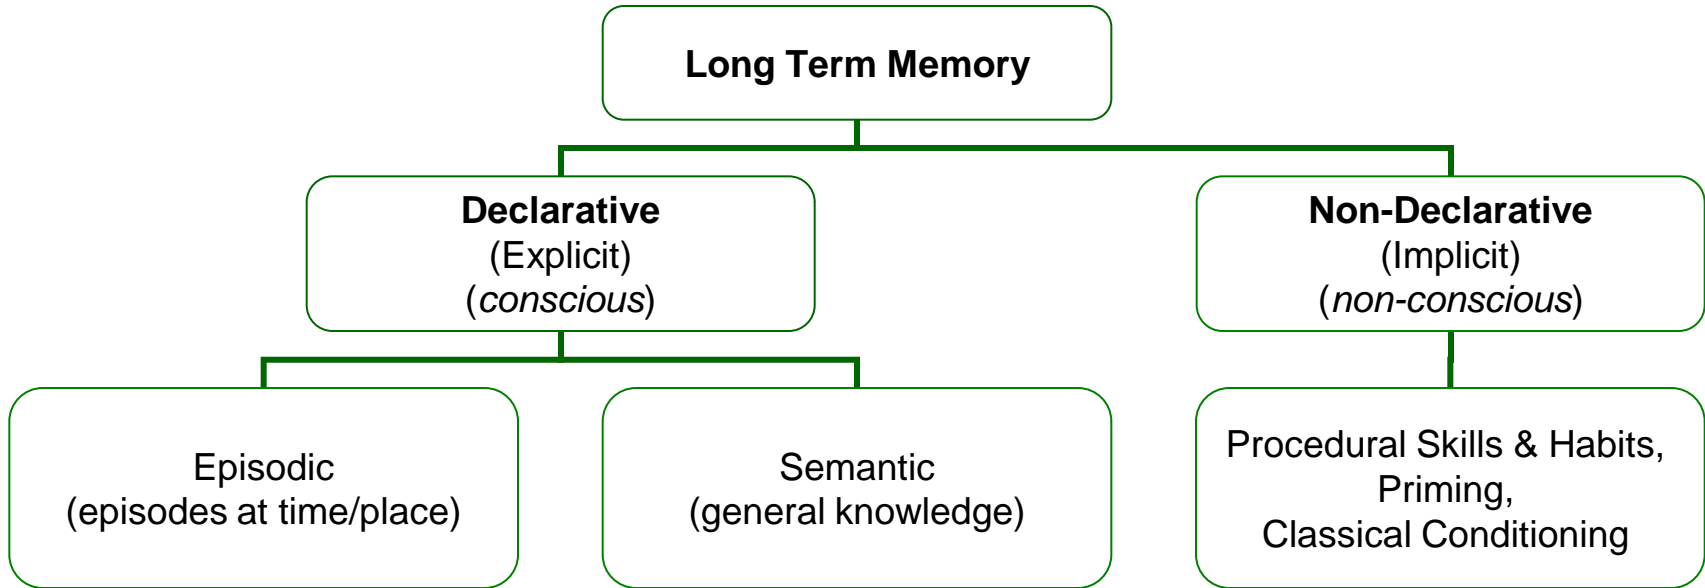 Long Term Memory
Declarative
(Explicit)
(conscious)
Non-Declarative
(Implicit)
(non-conscious)
Episodic
(episodes at time/place)
Semantic
(general knowledge)
Procedural Skills & Habits,
Priming,
Classical Conditioning